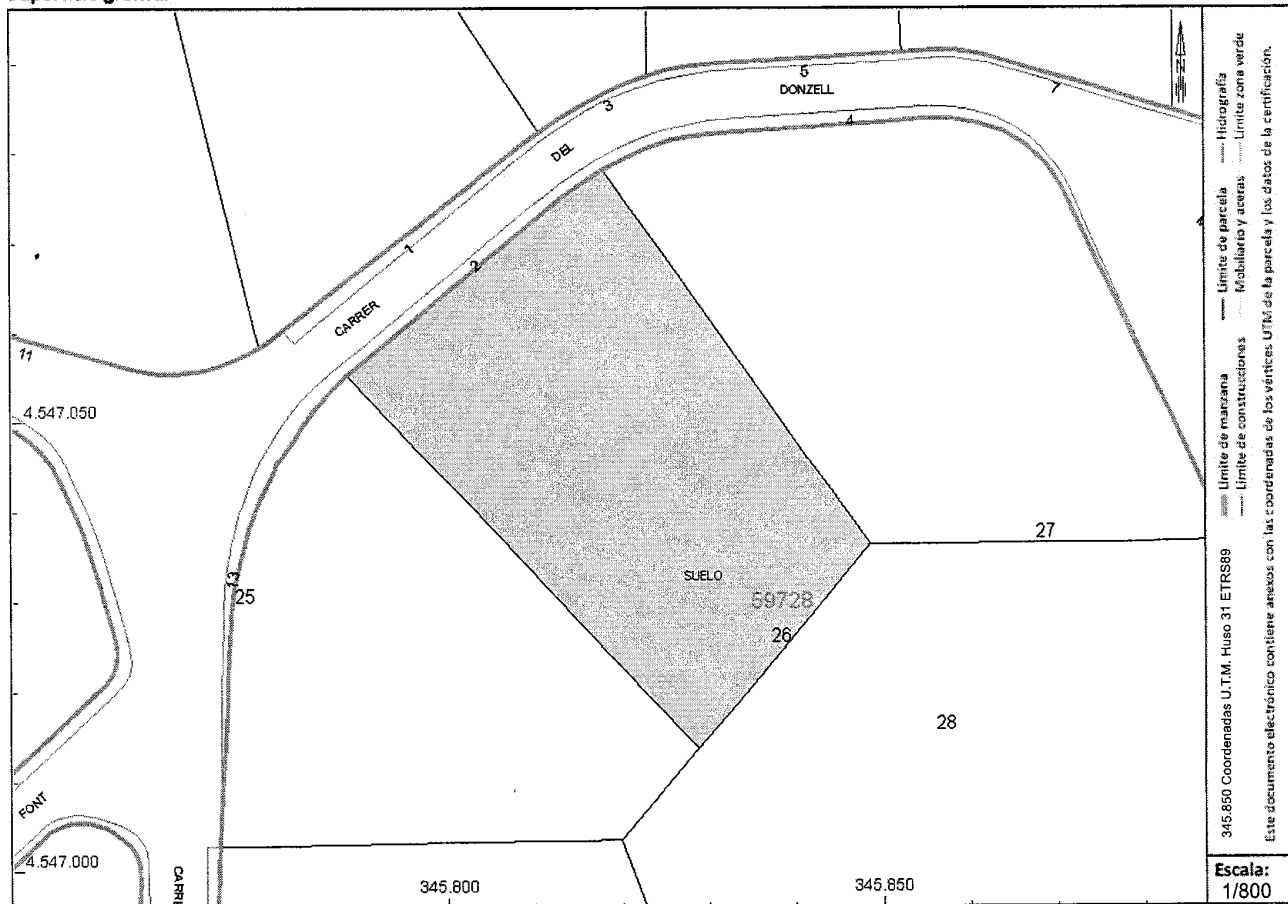 5
DONZELL
7
3
4
DEL
1
2
CARRER
11
4.547.050
27
SUELO
13
25
59728
26
28
FONT
4.547.000
CARRE
345.800
345.850
N
Límite de manzana
Límite de parcela
Hidrografía
Límite de construcciones
Mobiliario y aceras
Límite zona verde
345.850 Coordenadas U.T.M. Huso 31 ETRS89
Este documento electrónico contiene anexos con las coordenadas de los vértices UTM de la parcela y los datos de la certificación.
Escala:
1/800